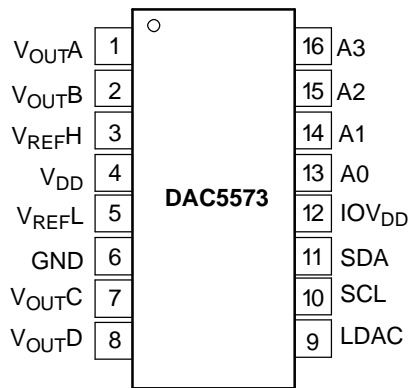 VOUTA 1 16 A3
VOUTB 2 15 A2
VREFH 3 14 A1
VDD 4 13 A0
DAC5573
VREFL 5 12 IOVDD
GND 6 11 SDA
VOUTC 7 10 SCL
VOUTD 8 9 LDAC